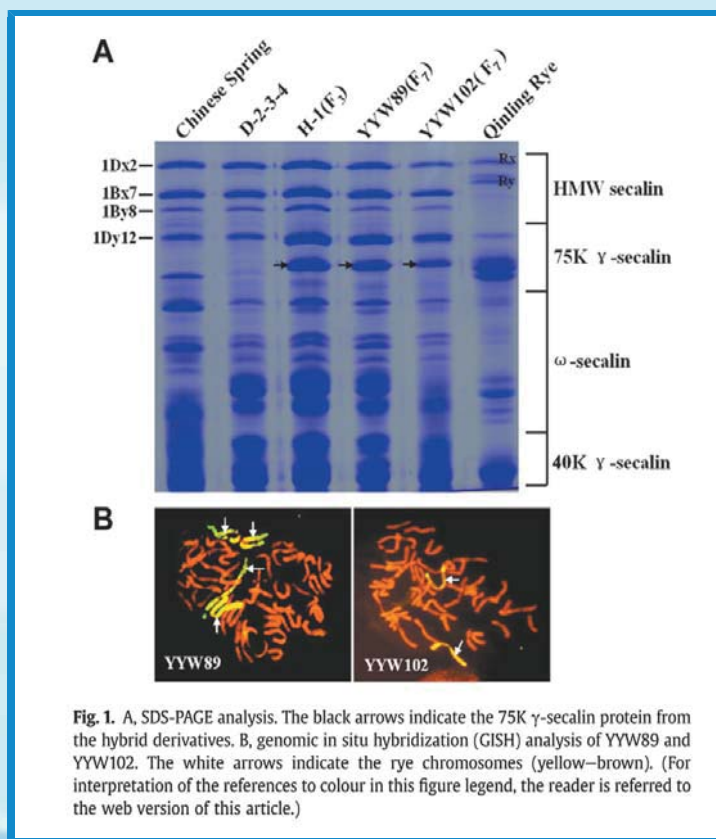 A
Chinese Spring
D-2-3-4
H-1(F3)
YYW89(F7)
YYW102( F7)
Qinling Rye
1Dx2
1Bx7
1By8
1Dy12
Rx
Ry
HMW secalin
75K γ-secalin
ω-secalin
40K γ-secalin
B
YYW89
YYW102
Fig. 1. A, SDS-PAGE analysis. The black arrows indicate the 75K γ-secalin protein from
the hybrid derivatives. B, genomic in situ hybridization (GISH) analysis of YYW89 and
YYW102. The white arrows indicate the rye chromosomes (yellow–brown). (For
interpretation of the references to colour in this figure legend, the reader is referred to
the web version of this article.)